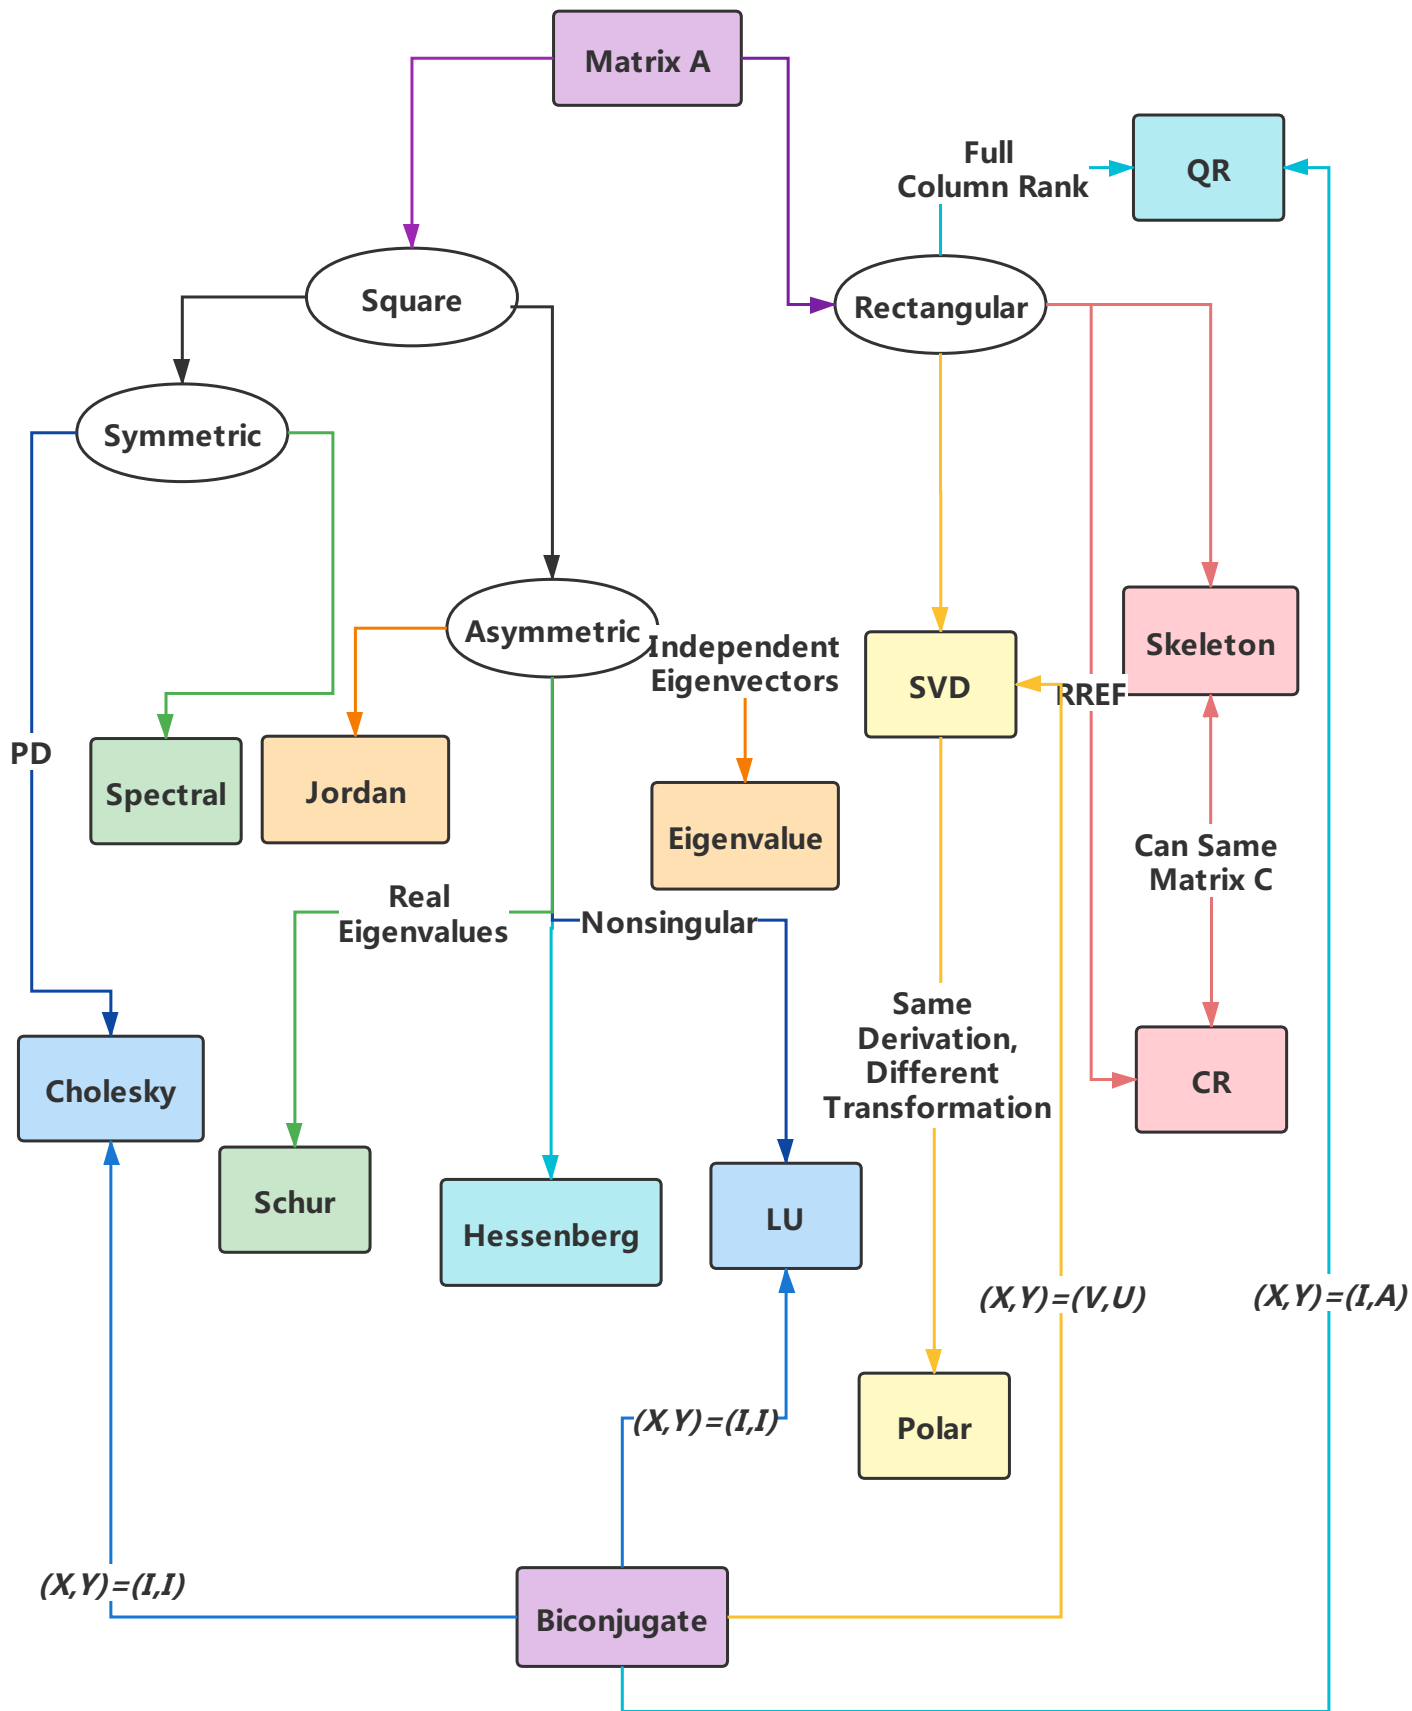 Matrix A
Full
Column Rank
QR
Square
Rectangular
Symmetric
Asymmetric
Independent
Eigenvectors
Skeleton
SVD
RREF
PD
Spectral
Jordan
Eigenvalue
Can Same
Matrix C
Real
Eigenvalues
Nonsingular
Same
Derivation,
Different
Transformation
Cholesky
CR
Schur
Hessenberg
LU
(X,Y)=(V,U)
(X,Y)=(I,A)
(X,Y)=(I,I)
Polar
(X,Y)=(I,I)
Biconjugate